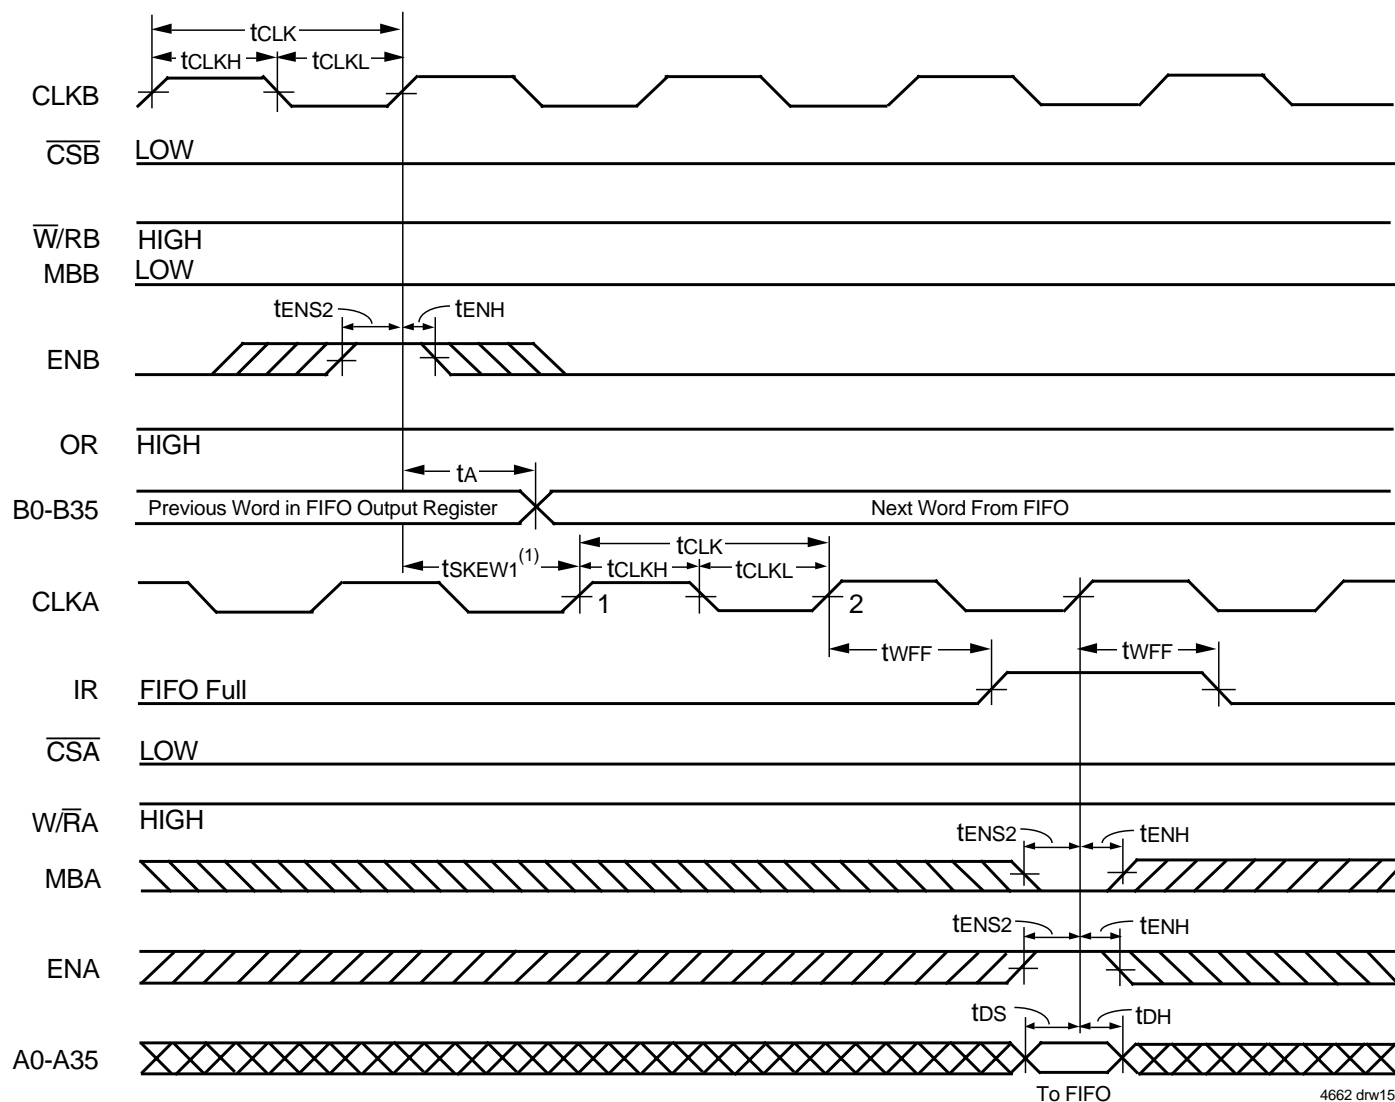 tCLK
tCLKH tCLKL
CLKB
CSB LOW
W/RB HIGH
MBB LOW
tENS2 tENH
ENB
OR HIGH
tA
B0-B35 Previous Word in FIFO Output Register Next Word From FIFO
tCLK
tSKEW1(1) tCLKH tCLKL
CLKA 1 2
tWFF tWFF
IR FIFO Full
CSA LOW
W/RA HIGH
tENS2 tENH
MBA
tENS2 tENH
ENA
tDS tDH
A0-A35
To FIFO
4662 drw15